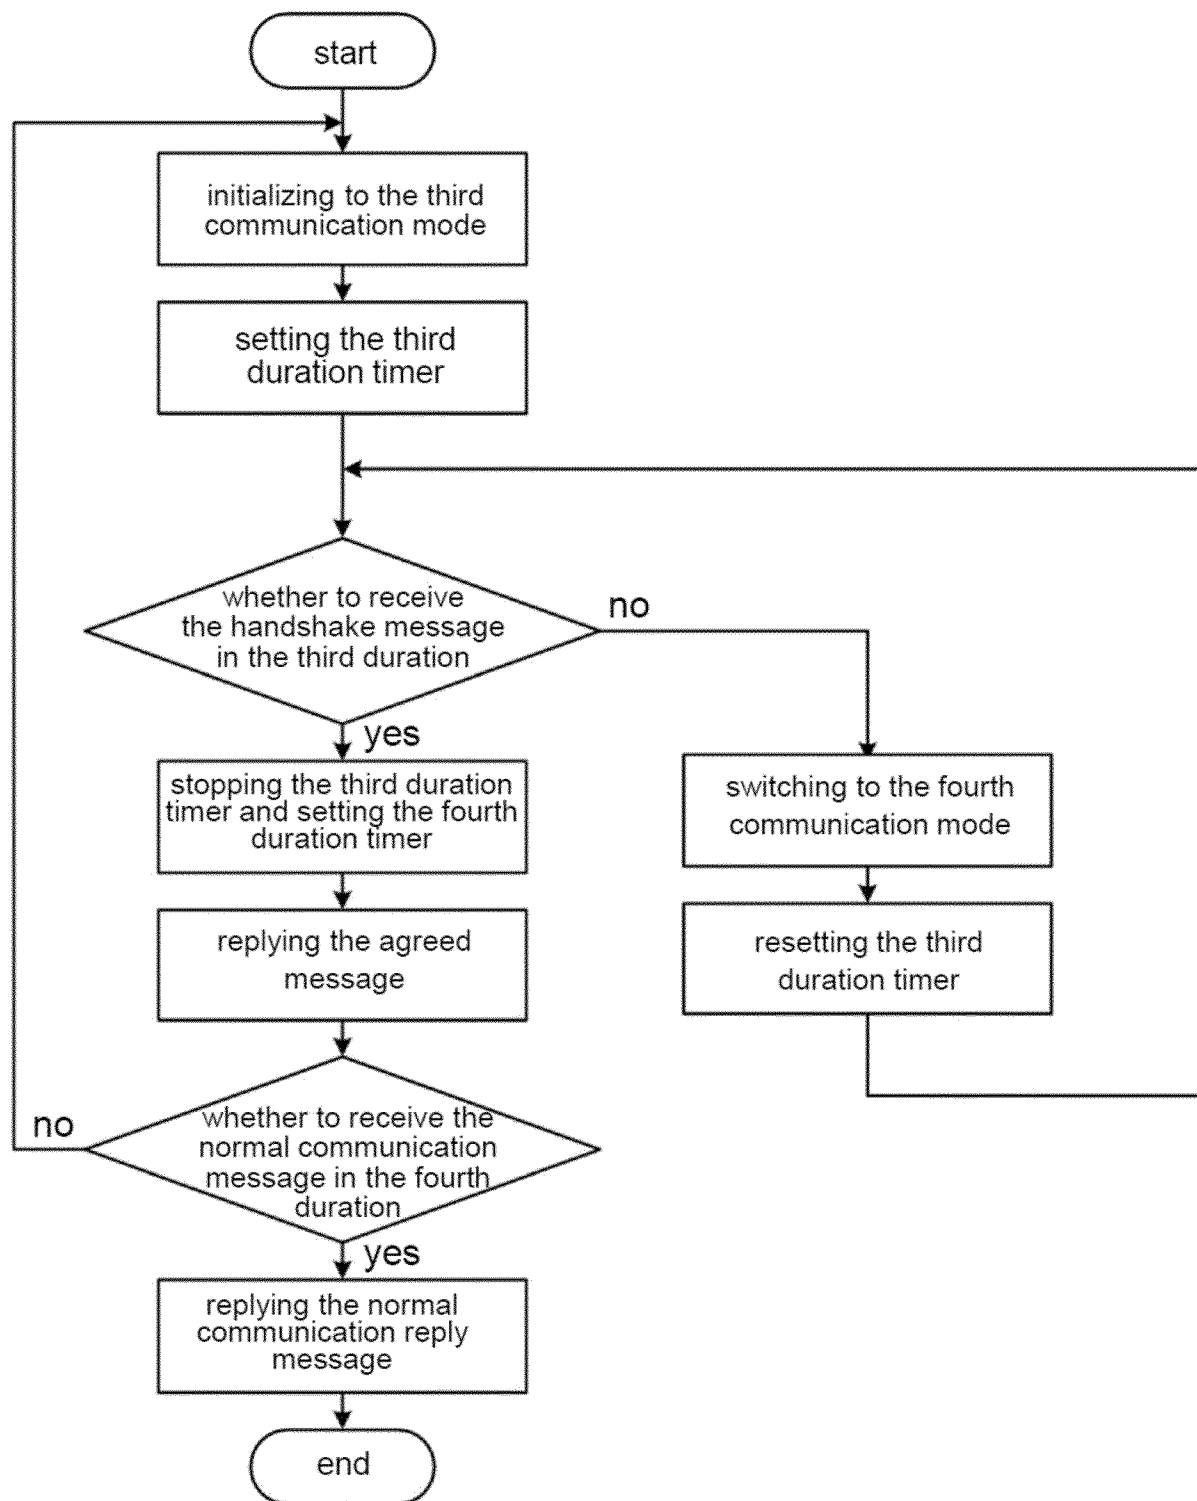 start
initializing to the third
communication mode
setting the third
duration timer
whether to receive
the handshake message
in the third duration
no
yes
stopping the third duration
timer and setting the fourth
duration timer
switching to the fourth
communication mode
replying the agreed
message
resetting the third
duration timer
whether to receive the
normal communication
message in the fourth
duration
no
yes
replying the normal
communication reply
message
end